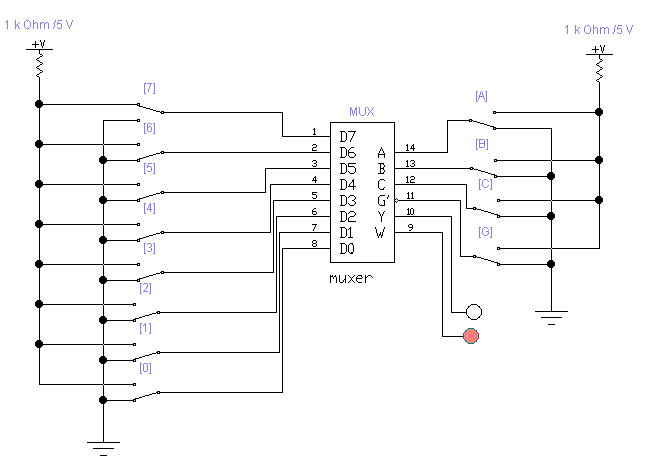 1 k Ohm /5 V
+V
1 k Ohm /5 V
+V
[7]
[6]
[5]
[4]
[3]
[2]
[1]
[0]
MUX
1 D7
2 D6
3 D5
4 D4
5 D3
6 D2
7 D1
8 D0
A 14
B 13
C 12
G' 11
Y 10
W 9
muxer
[A]
[B]
[C]
[G]